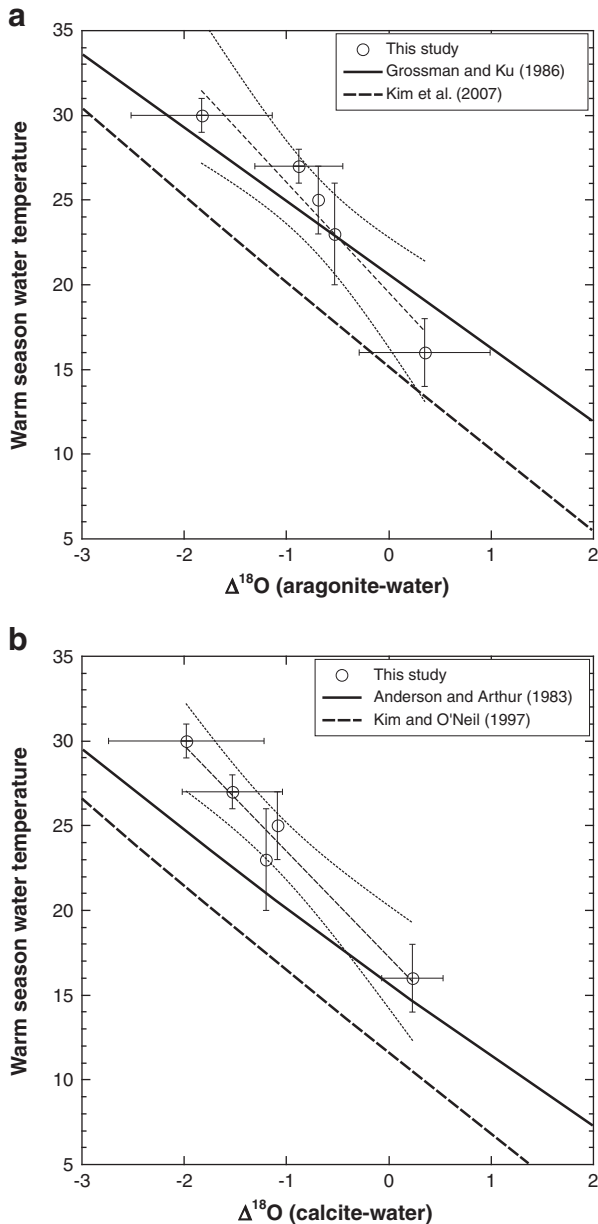 a
35
This study
Grossman and Ku (1986)
Kim et al. (2007)
30
25
20
15
10
5
Warm season water temperature
-3 -2 -1 0 1 2
Δ¹⁸O (aragonite-water)
b
35
This study
Anderson and Arthur (1983)
Kim and O'Neil (1997)
30
25
20
15
10
5
Warm season water temperature
-3 -2 -1 0 1 2
Δ¹⁸O (calcite-water)